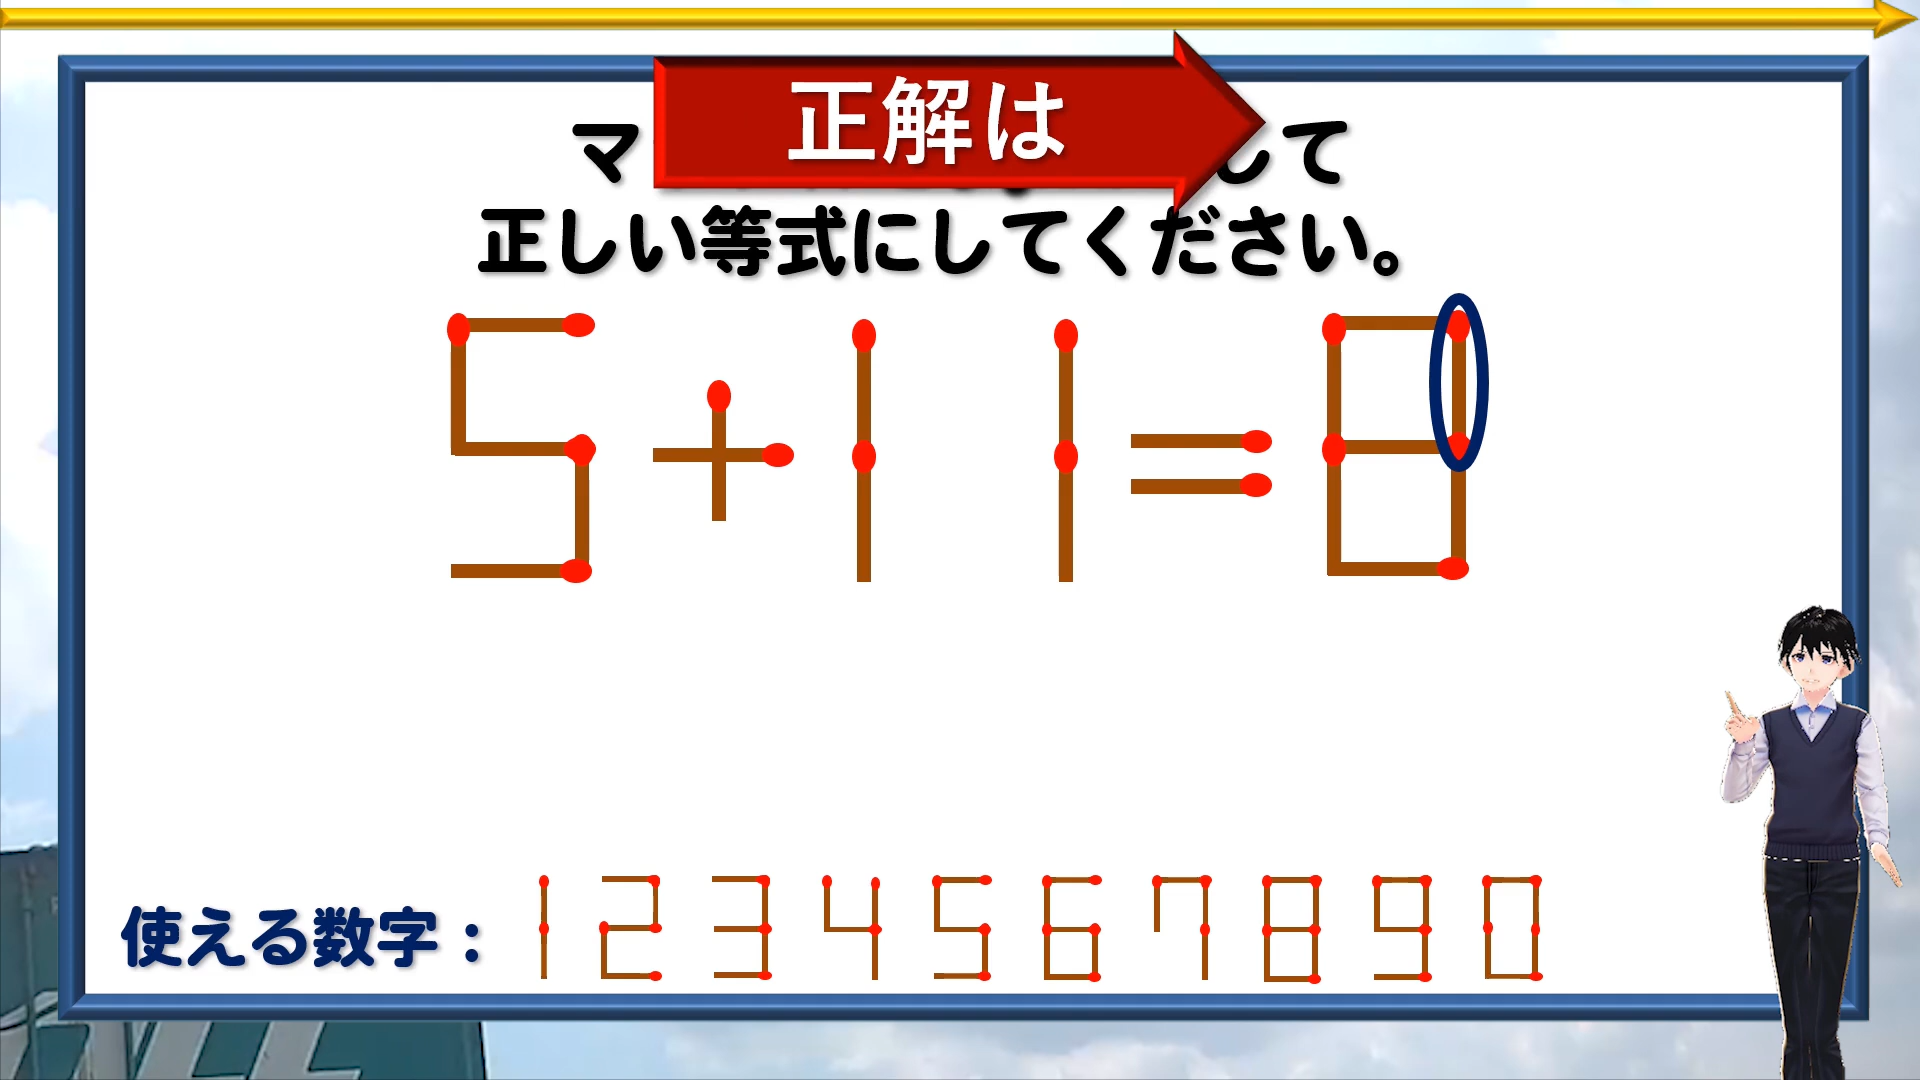 正解は
マ して
正しい等式にしてください。
5+11=8
使える数字：1234567890